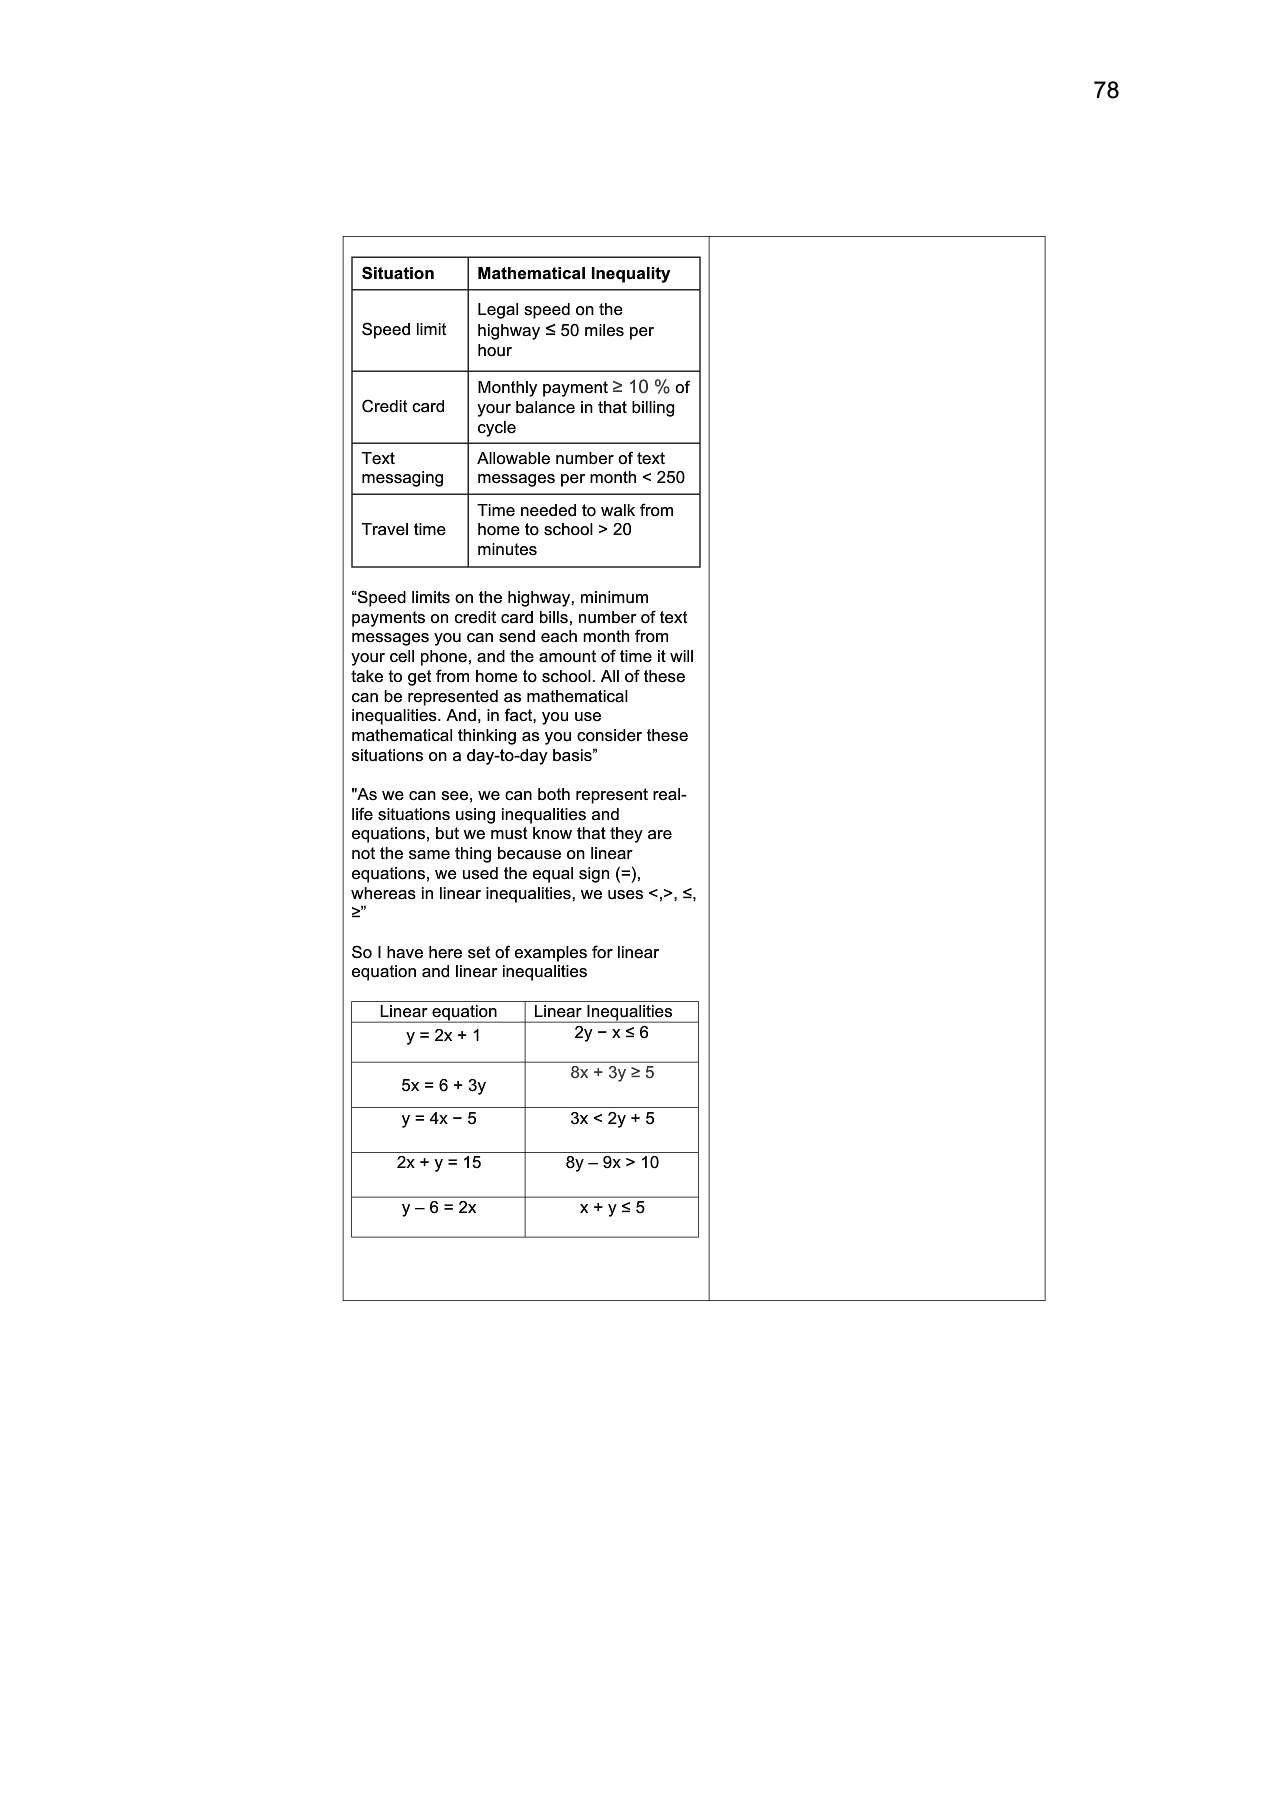 78
Situation Mathematical Inequality
Speed limit
Legal speed on the
highway ≤ 50 miles per
hour
Credit card
Monthly payment ≥ 10 % of
your balance in that billing
cycle
Text
messaging
Allowable number of text
messages per month < 250
Travel time
Time needed to walk from
home to school > 20
minutes
“Speed limits on the highway, minimum
payments on credit card bills, number of text
messages you can send each month from
your cell phone, and the amount of time it will
take to get from home to school. All of these
can be represented as mathematical
inequalities. And, in fact, you use
mathematical thinking as you consider these
situations on a day-to-day basis”
"As we can see, we can both represent real-
life situations using inequalities and
equations, but we must know that they are
not the same thing because on linear
equations, we used the equal sign (=),
whereas in linear inequalities, we uses <,>, ≤,
≥”
So I have here set of examples for linear
equation and linear inequalities
Linear equation Linear Inequalities
y = 2x + 1 2y − x ≤ 6
5x = 6 + 3y 8x + 3y ≥ 5
y = 4x − 5 3x < 2y + 5
2x + y = 15 8y – 9x > 10
y – 6 = 2x x + y ≤ 5